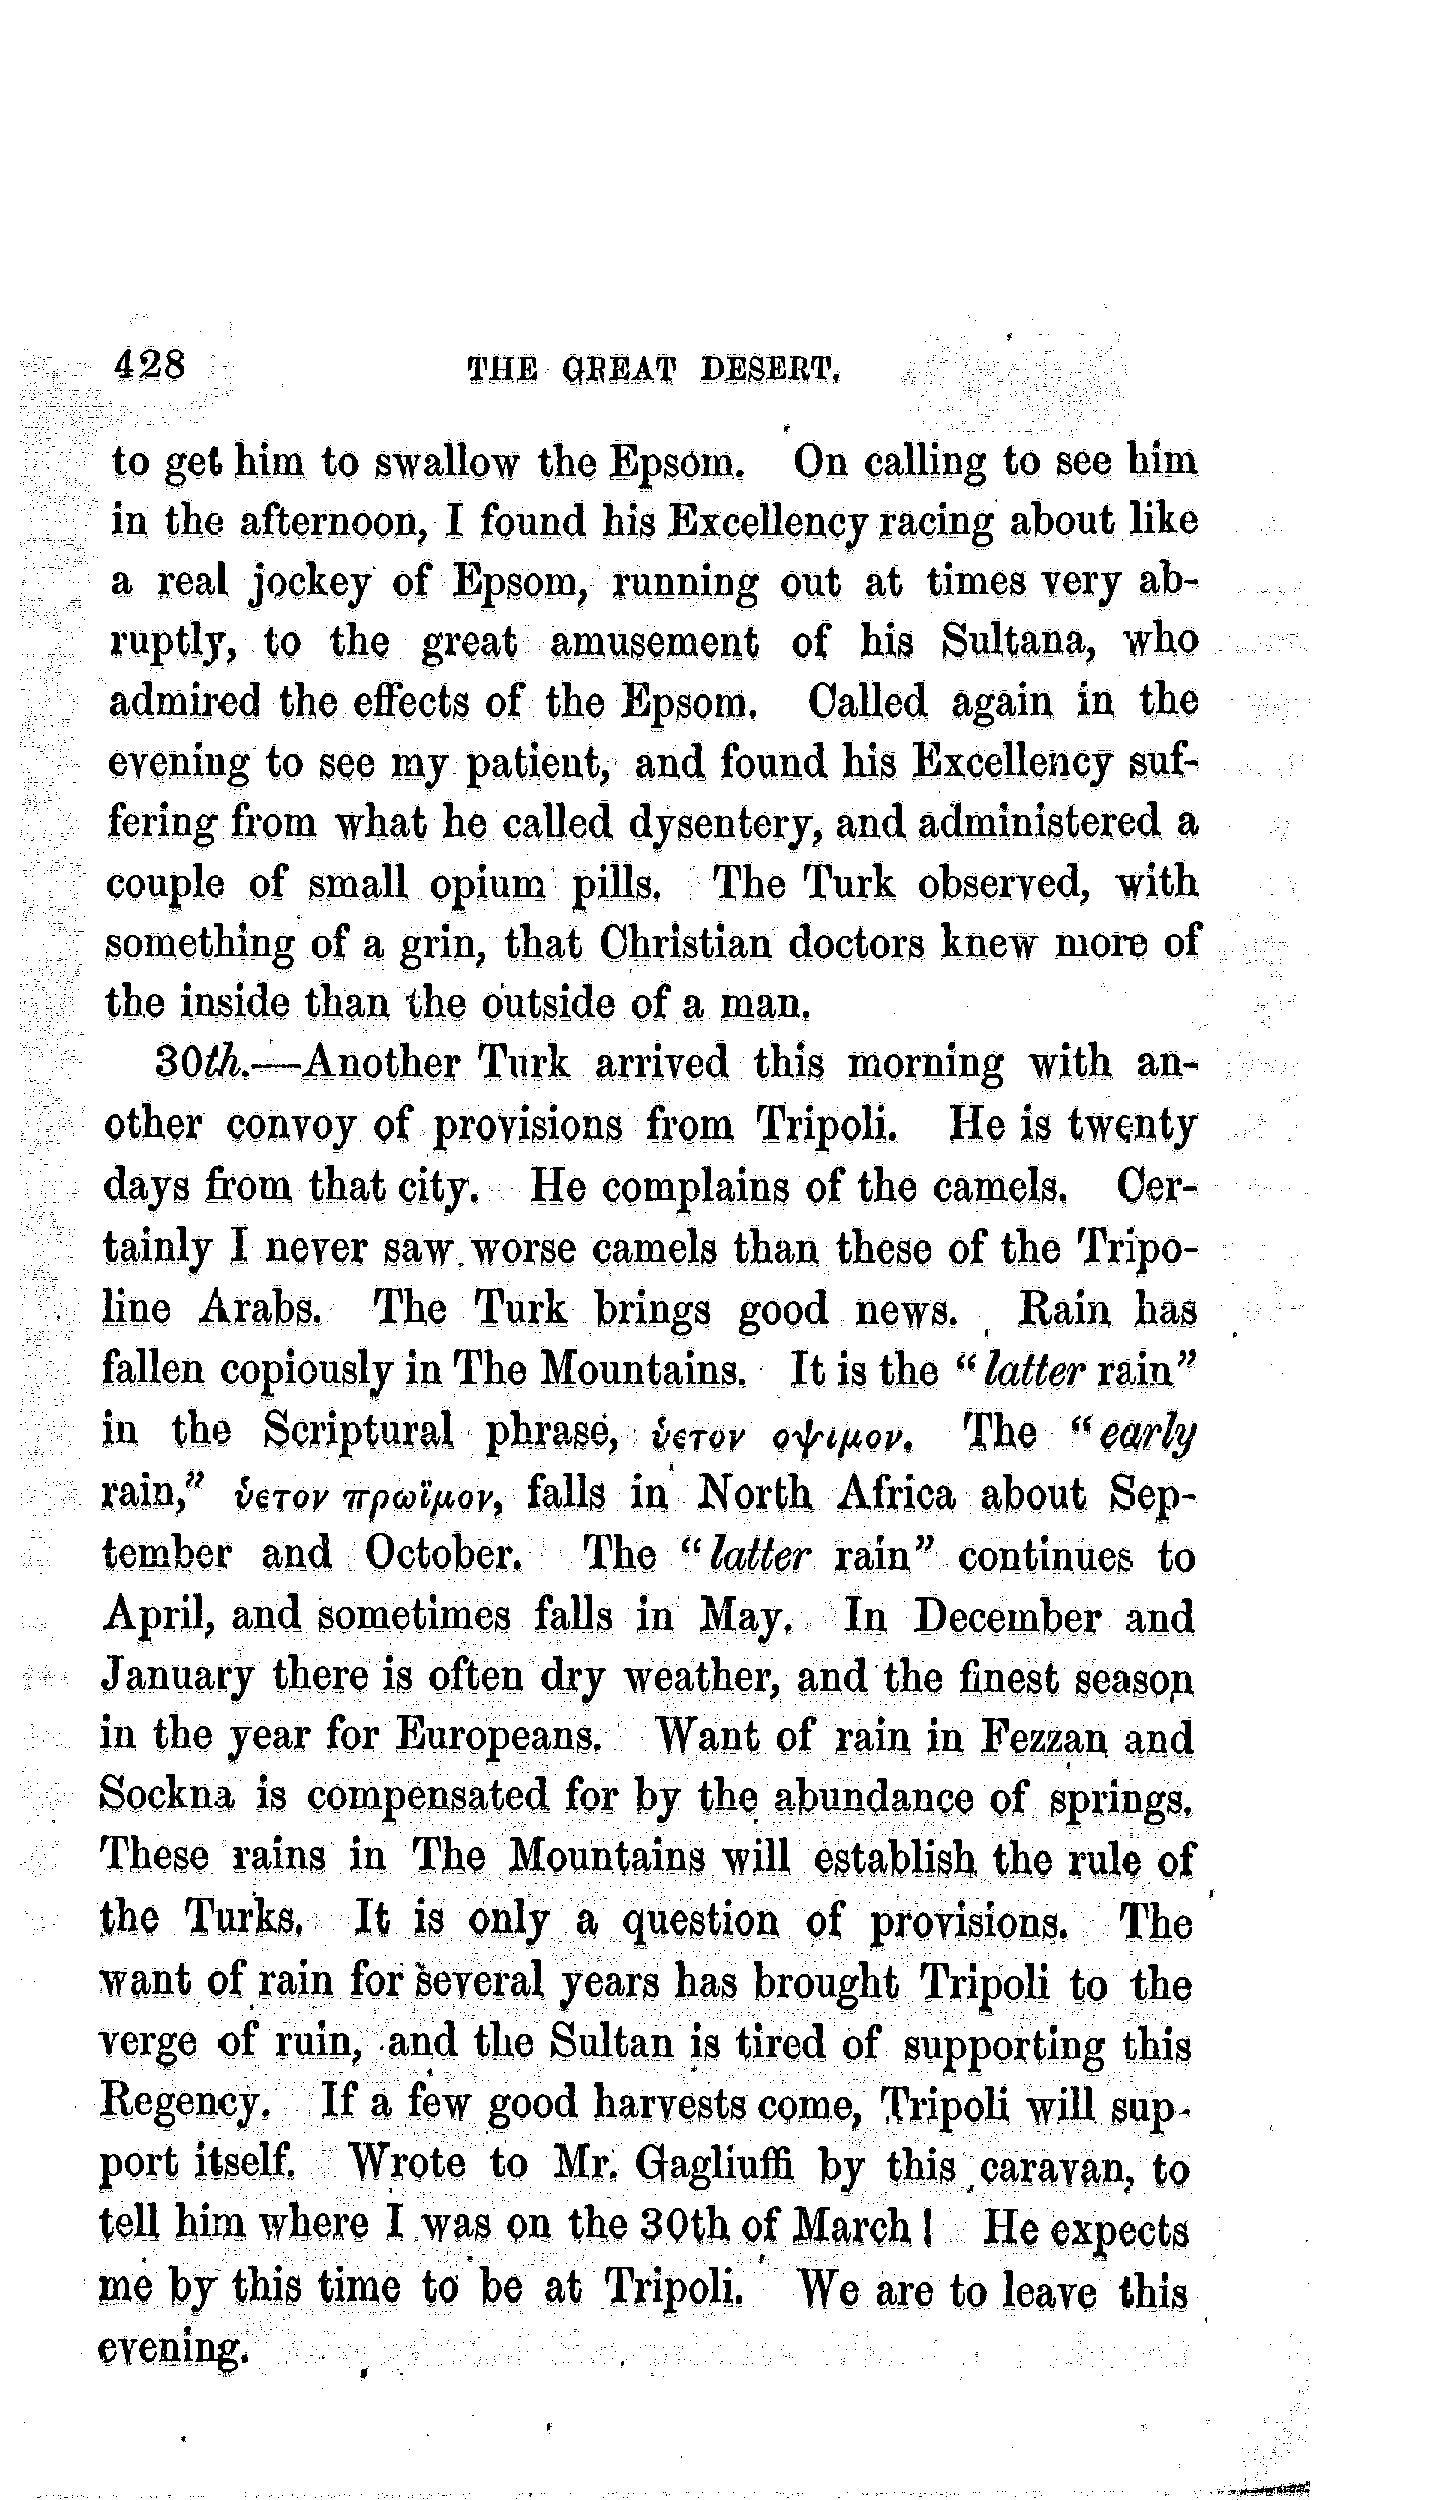 428 THE GREAT DESERT.
to get him to swallow the Epsom. On calling to see him
in the afternoon, I found his Excellency racing about like
a real jockey of Epsom, running out at times very ab-
ruptly, to the great amusement of his Sultana, who
admired the effects of the Epsom. Called again in the
evening to see my patient, and found his Excellency suf-
fering from what he called dysentery, and administered a
couple of small opium pills. The Turk observed, with
something of a grin, that Christian doctors knew more of
the inside than the outside of a man.
30th.—Another Turk arrived this morning with an-
other convoy of provisions from Tripoli. He is twenty
days from that city. He complains of the camels. Cer-
tainly I never saw worse camels than these of the Tripo-
line Arabs. The Turk brings good news. Rain has
fallen copiously in The Mountains. It is the “latter rain”
in the Scriptural phrase, ὑετον οψιμον. The “early
rain,” ὑετον πρωϊμον, falls in North Africa about Sep-
tember and October. The “latter rain” continues to
April, and sometimes falls in May. In December and
January there is often dry weather, and the finest season
in the year for Europeans. Want of rain in Fezzan and
Sockna is compensated for by the abundance of springs.
These rains in The Mountains will establish the rule of
the Turks. It is only a question of provisions. The
want of rain for several years has brought Tripoli to the
verge of ruin, and the Sultan is tired of supporting this
Regency. If a few good harvests come, Tripoli will sup-
port itself. Wrote to Mr. Gagliuffi by this caravan, to
tell him where I was on the 30th of March! He expects
me by this time to be at Tripoli. We are to leave this
evening.